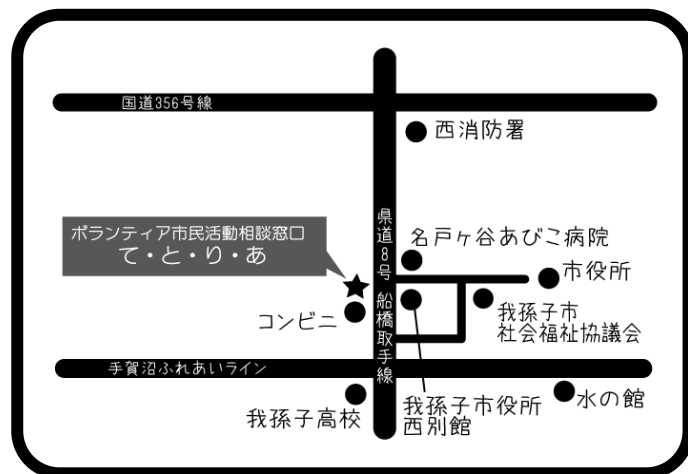 国道356号線
西消防署
ボランティア市民活動相談窓口
て・と・り・あ
県道8号 船橋取手線
名戸ヶ谷あびこ病院
市役所
コンビニ
我孫子市
社会福祉協議会
手賀沼ふれあいライン
我孫子高校
我孫子市役所
西別館
水の館